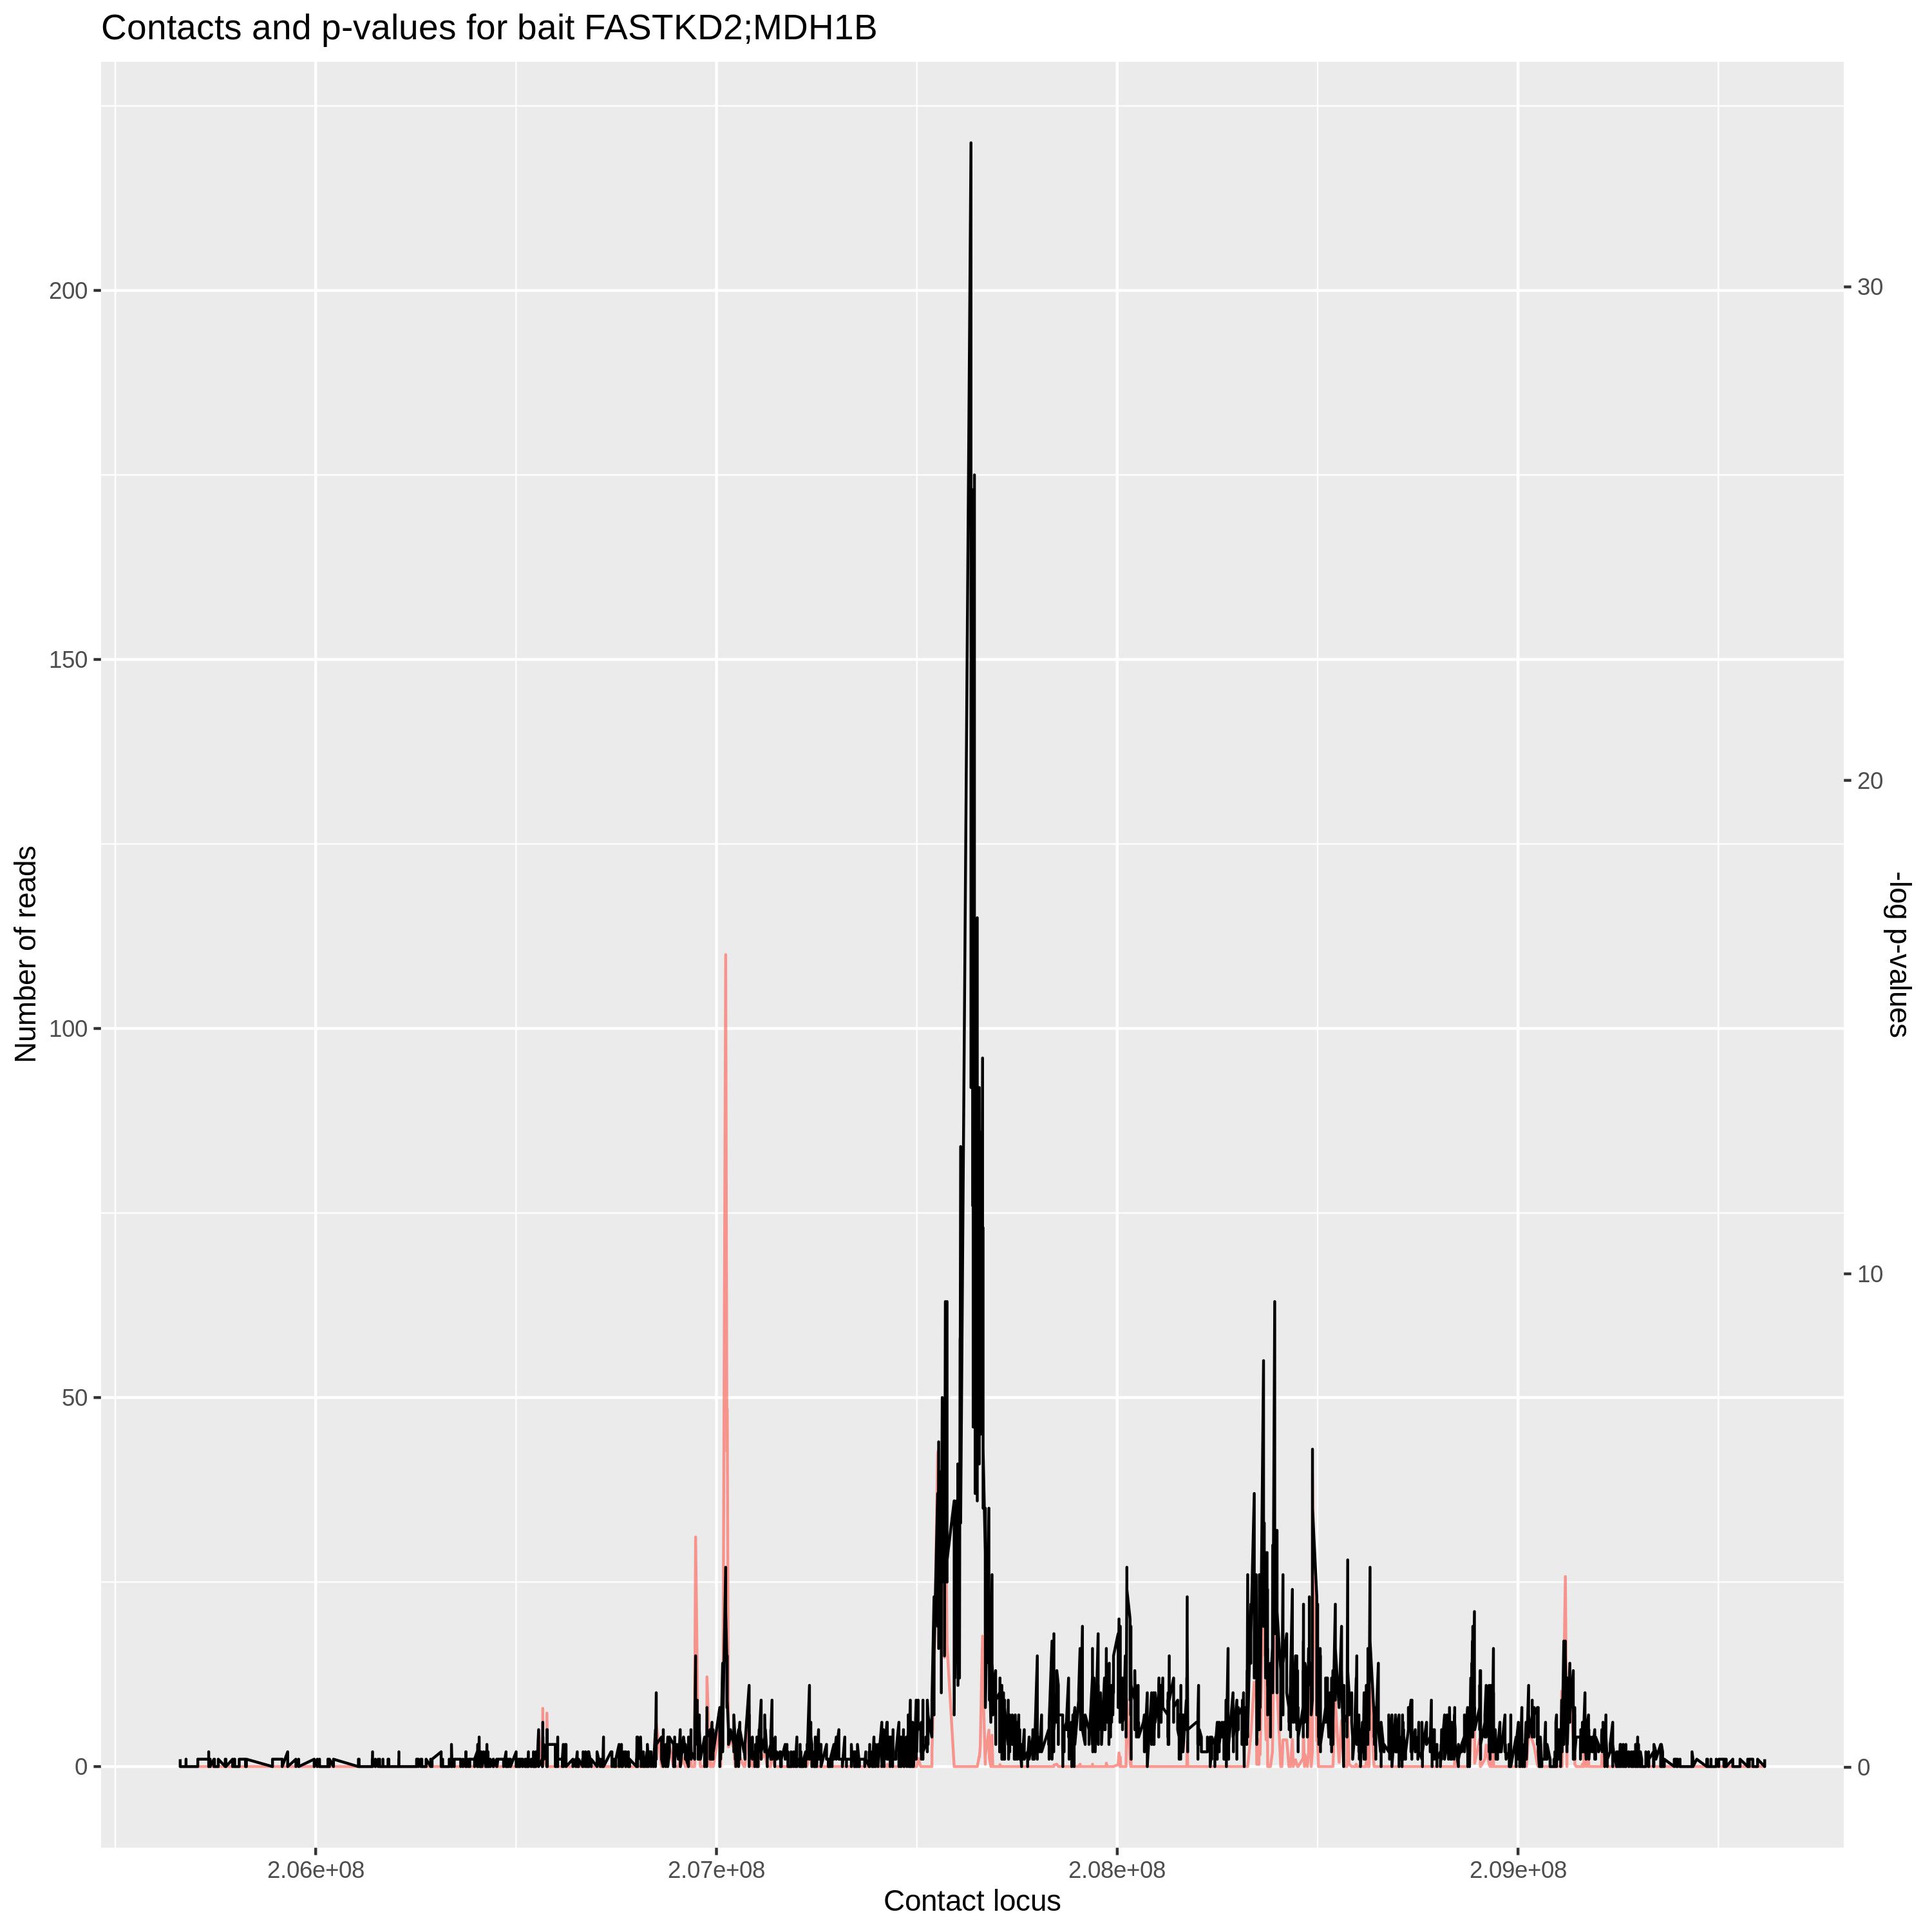 Contacts and p-values for bait FASTKD2;MDH1B
200
150
100
50
0
Number of reads
30
20
10
0
-log p-values
2.06e+08
2.07e+08
2.08e+08
2.09e+08
Contact locus